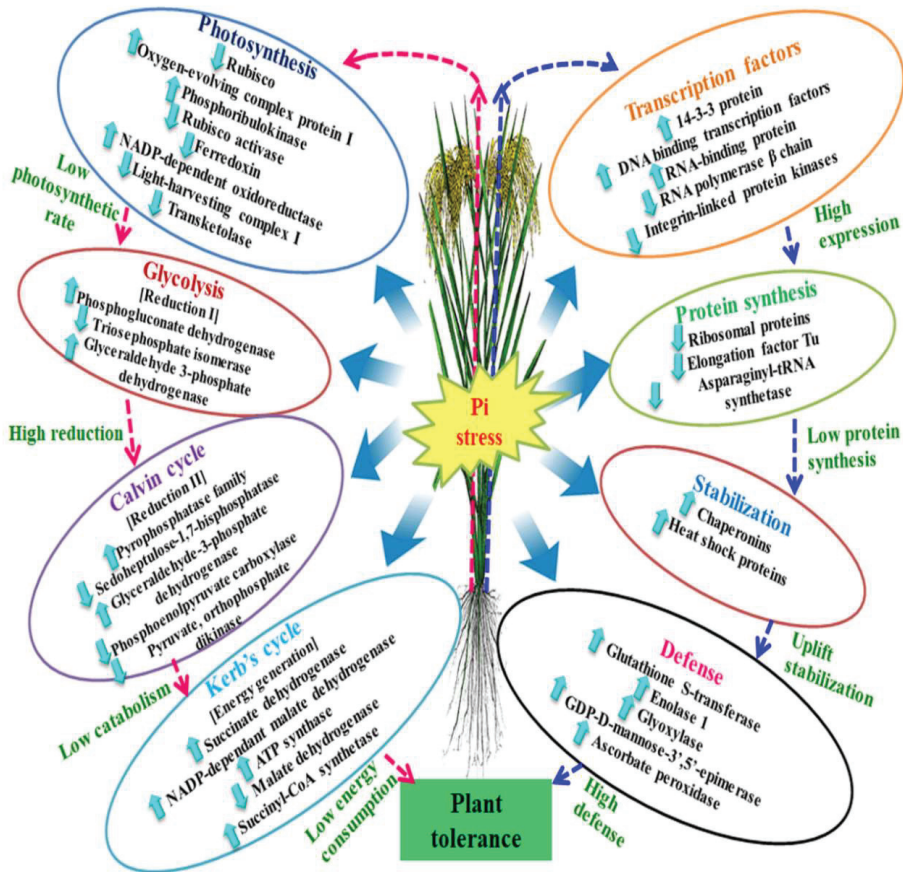 Photosynthesis
Rubisco
Oxygen-evolving complex protein I
Phosphoribulokinase
Rubisco activase
Ferredoxin
NADP-dependent oxidoreductase
Light-harvesting complex I
Transketolase
Low
photosynthetic
rate
Glycolysis
[Reduction I]
Phosphogluconate dehydrogenase
Triosephosphate isomerase
Glyceraldehyde 3-phosphate
dehydrogenase
High reduction
Calvin cycle
[Reduction II]
Pyrophosphatase family
Sedoheptulose-1,7-bisphosphatase
Glyceraldehyde-3-phosphate
dehydrogenase
Phosphoenolpyruvate carboxylase
Pyruvate, orthophosphate
dikinase
Low catabolism
Kerb's cycle
[Energy generation]
Succinate dehydrogenase
NADP-dependant malate dehydrogenase
ATP synthase
Malate dehydrogenase
Succinyl-CoA synthetase
Low energy
consumption
Pi
stress
Transcription factors
14-3-3 protein
DNA binding transcription factors
RNA-binding protein
RNA polymerase β chain
Integrin-linked protein kinases
High
expression
Protein synthesis
Ribosomal proteins
Elongation factor Tu
Asparaginyl-tRNA
synthetase
Low protein
synthesis
Stabilization
Chaperonins
Heat shock proteins
Uplift
stabilization
Defense
Glutathione S-transferase
Enolase 1
Glyoxylase
GDP-D-mannose-3',5'-epimerase
Ascorbate peroxidase
High
defense
Plant
tolerance